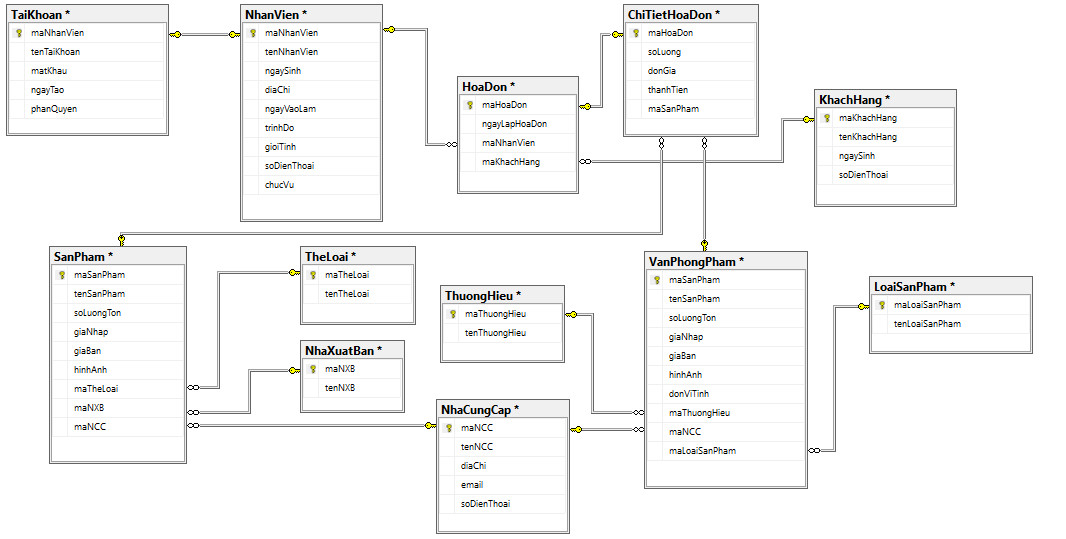 TaiKhoan *
maNhanVien
tenTaiKhoan
matKhau
ngayTao
phanQuyen
NhanVien *
maNhanVien
tenNhanVien
ngaySinh
diaChi
ngayVaoLam
trinhDo
gioiTinh
soDienThoai
chucVu
HoaDon *
maHoaDon
ngayLapHoaDon
maNhanVien
maKhachHang
ChiTietHoaDon *
maHoaDon
soLuong
donGia
thanhTien
maSanPham
KhachHang *
maKhachHang
tenKhachHang
ngaySinh
soDienThoai
SanPham *
maSanPham
tenSanPham
soLuongTon
giaNhap
giaBan
hinhAnh
maTheLoai
maNXB
maNCC
TheLoai *
maTheLoai
tenTheLoai
NhaXuatBan *
maNXB
tenNXB
ThuongHieu *
maThuongHieu
tenThuongHieu
NhaCungCap *
maNCC
tenNCC
diaChi
email
soDienThoai
VanPhongPham *
maSanPham
tenSanPham
soLuongTon
giaNhap
giaBan
hinhAnh
donViTinh
maThuongHieu
maNCC
maLoaiSanPham
LoaiSanPham *
maLoaiSanPham
tenLoaiSanPham